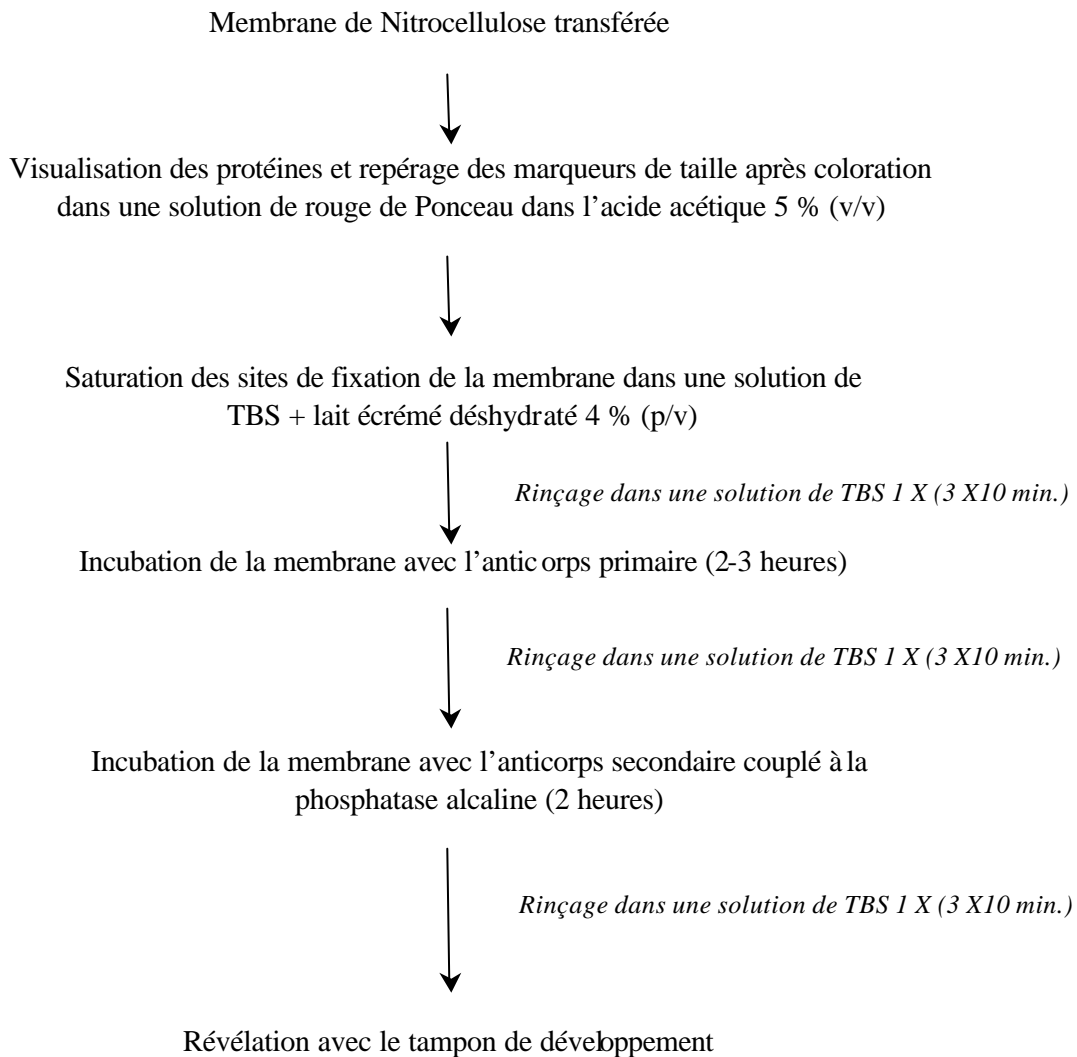 Membrane de Nitrocellulose transférée
Visualisation des protéines et repérage des marqueurs de taille après coloration
dans une solution de rouge de Ponceau dans l’acide acétique 5 % (v/v)
Saturation des sites de fixation de la membrane dans une solution de
TBS + lait écrémé déshydraté 4 % (p/v)
Rinçage dans une solution de TBS 1 X (3 X10 min.)
Incubation de la membrane avec l’anticorps primaire (2-3 heures)
Rinçage dans une solution de TBS 1 X (3 X10 min.)
Incubation de la membrane avec l’anticorps secondaire couplé à la
phosphatase alcaline (2 heures)
Rinçage dans une solution de TBS 1 X (3 X10 min.)
Révélation avec le tampon de développement